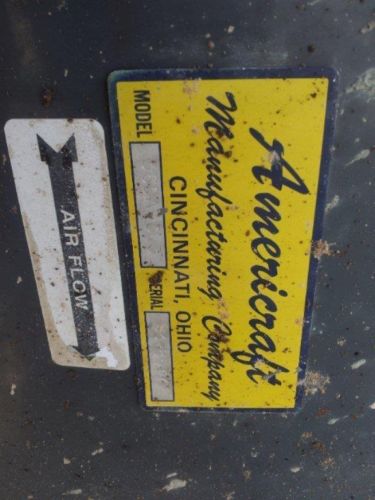 Americraft
Manufacturing Company
CINCINNATI, OHIO
MODEL SERIAL
AIR FLOW